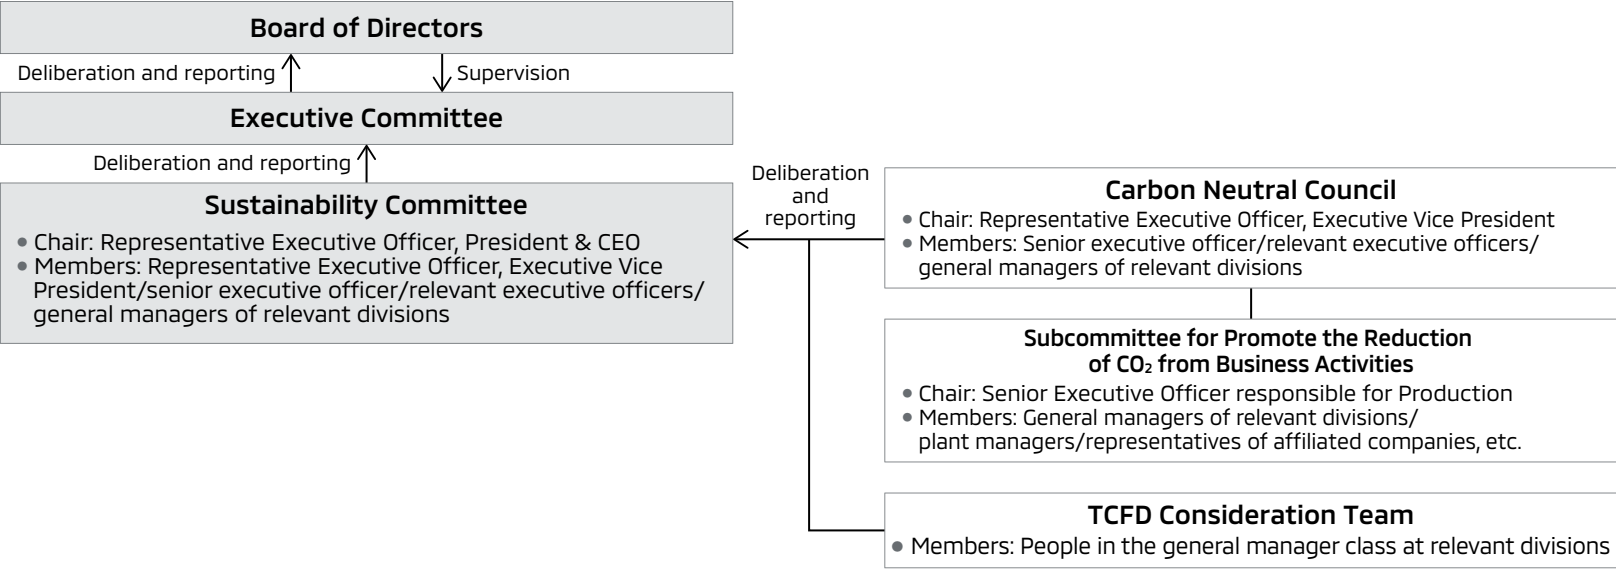 Board of Directors
Deliberation and reporting
Supervision
Executive Committee
Deliberation and reporting
Sustainability Committee
• Chair: Representative Executive Officer, President & CEO
• Members: Representative Executive Officer, Executive Vice
President/senior executive officer/relevant executive officers/
general managers of relevant divisions
Deliberation
and
reporting
Carbon Neutral Council
• Chair: Representative Executive Officer, Executive Vice President
• Members: Senior executive officer/relevant executive officers/
general managers of relevant divisions
Subcommittee for Promote the Reduction
of CO₂ from Business Activities
• Chair: Senior Executive Officer responsible for Production
• Members: General managers of relevant divisions/
plant managers/representatives of affiliated companies, etc.
TCFD Consideration Team
• Members: People in the general manager class at relevant divisions